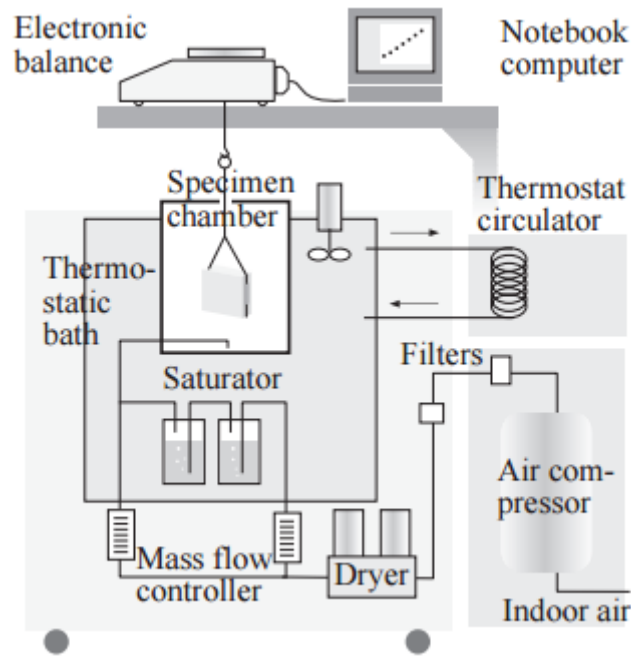 Electronic
balance
Notebook
computer
Specimen
chamber
Thermostat
circulator
Thermo-
static
bath
Filters
Saturator
Air com-
pressor
Mass flow
controller
Dryer
Indoor air